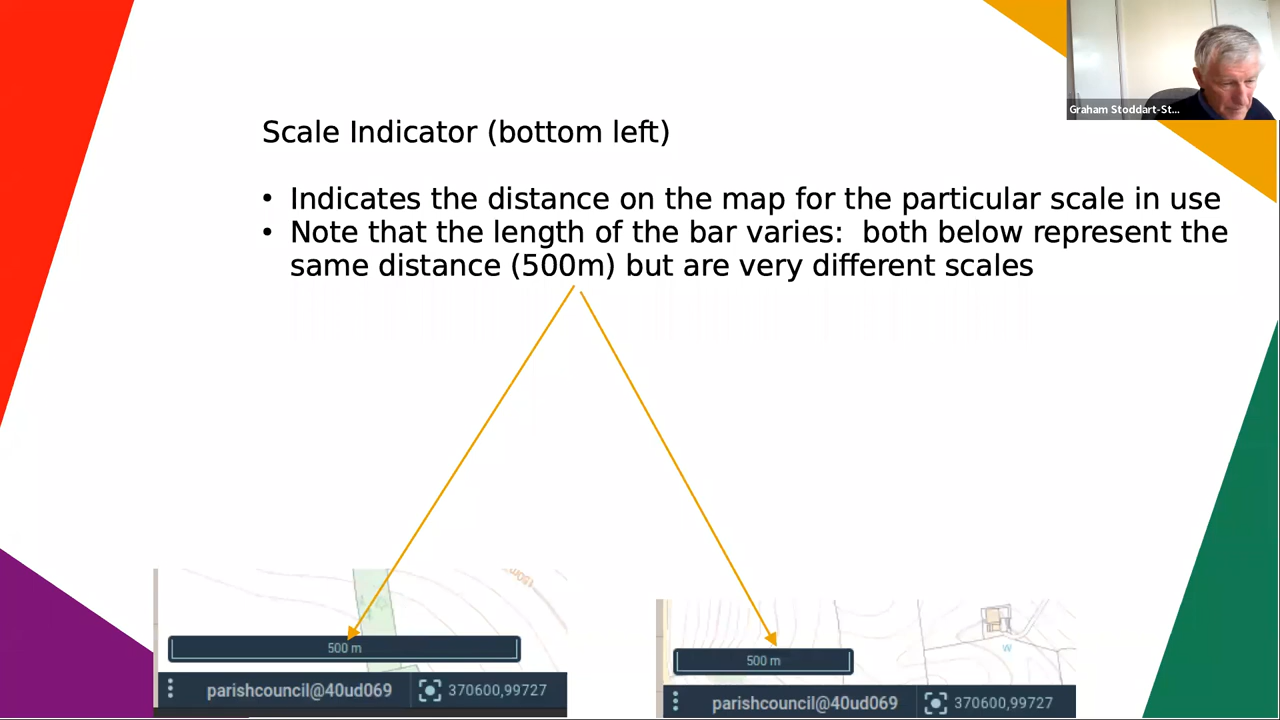 Graham Stoddart-St...
Scale Indicator (bottom left)
• Indicates the distance on the map for the particular scale in use
• Note that the length of the bar varies:  both below represent the
same distance (500m) but are very different scales
150m
500 m
parishcouncil@40ud069 370600,99727
W
500 m
parishcouncil@40ud069 370600,99727